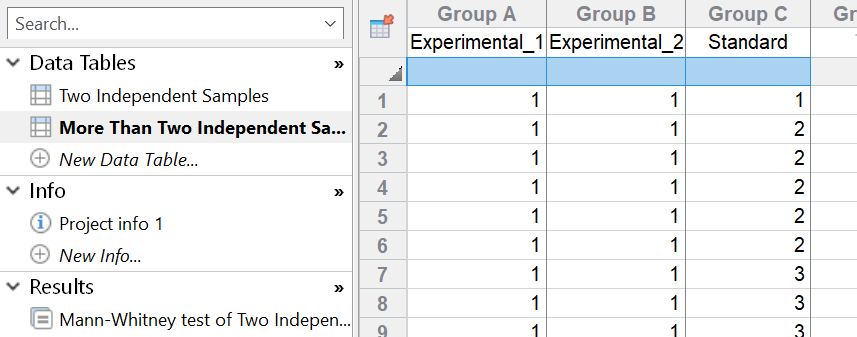 Search...
Data Tables »
Two Independent Samples
More Than Two Independent Sa...
New Data Table...
Info »
Project info 1
New Info...
Results »
Mann-Whitney test of Two Indepen...
Group A Group B Group C Gr
Experimental_1 Experimental_2 Standard
1 1 1 1
2 1 1 2
3 1 1 2
4 1 1 2
5 1 1 2
6 1 1 2
7 1 1 3
8 1 1 3
9 1 1 3